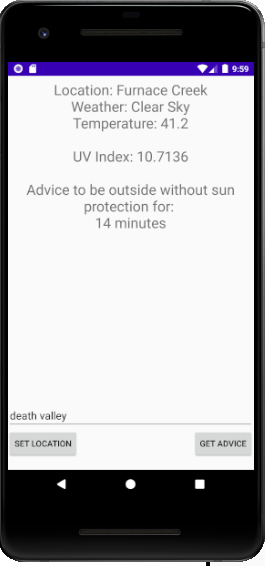 9:59
Location: Furnace Creek
Weather: Clear Sky
Temperature: 41.2
UV Index: 10.7136
Advice to be outside without sun
protection for:
14 minutes
death valley
SET LOCATION
GET ADVICE